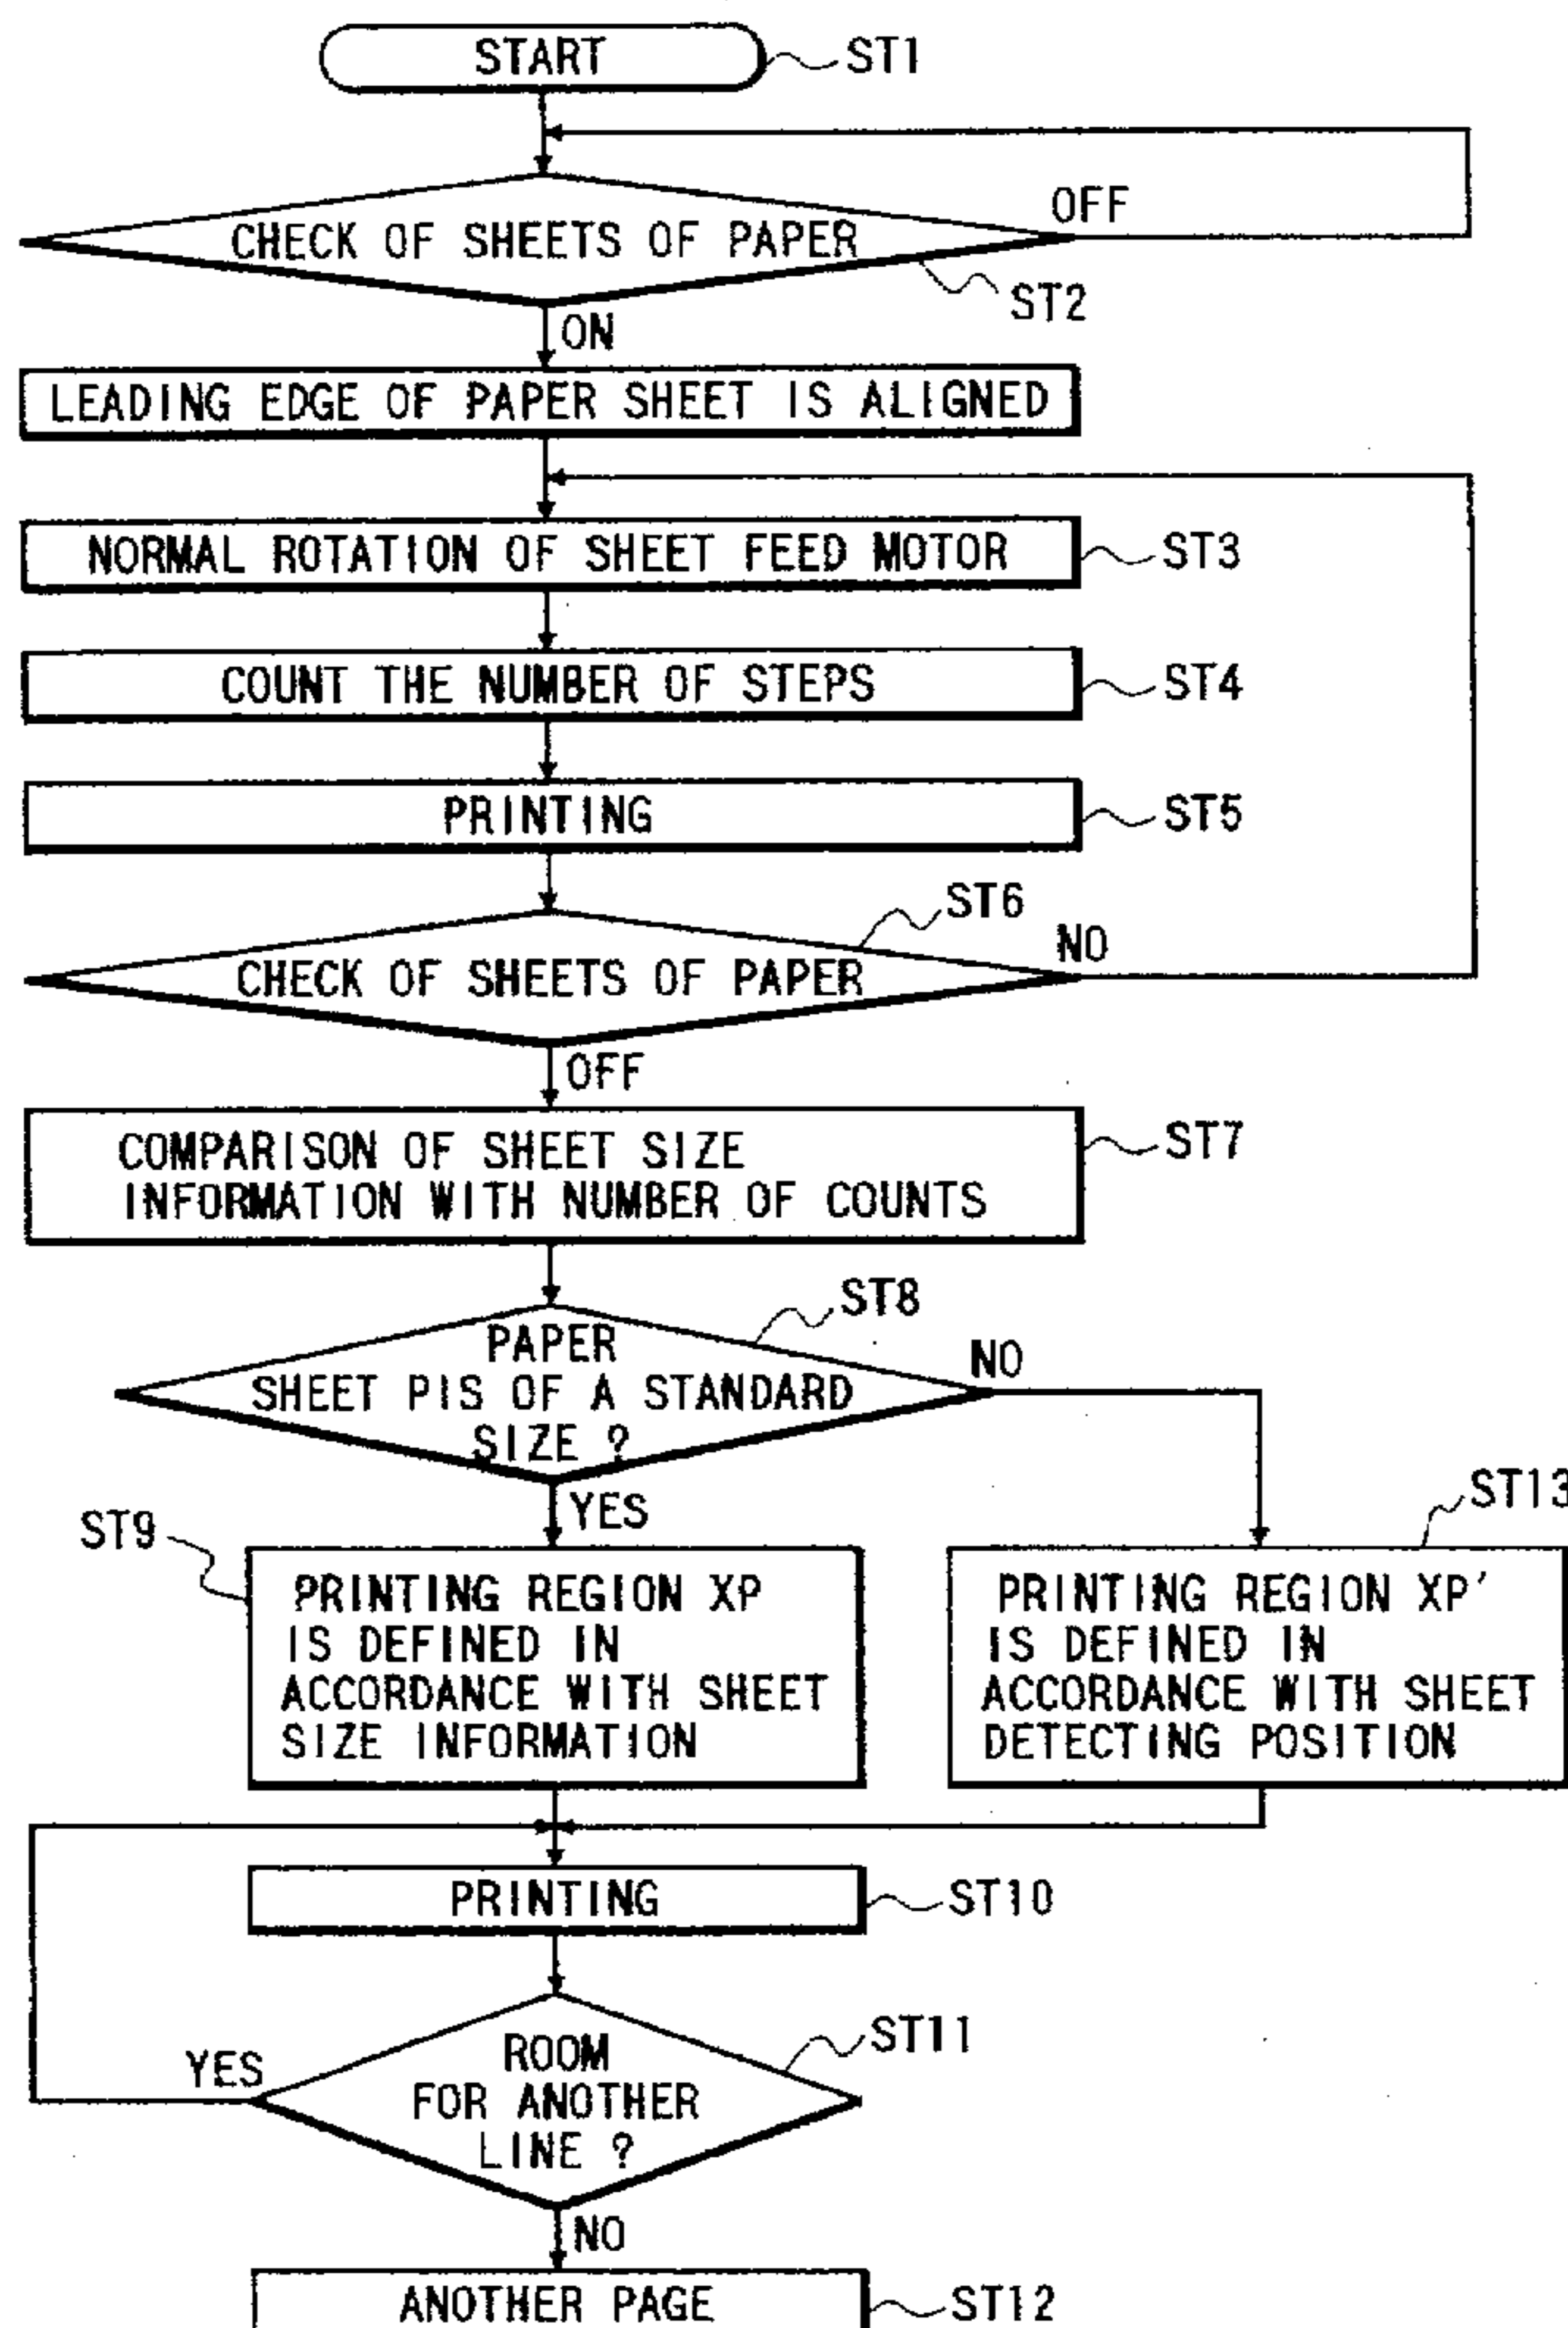 START
ST1
OFF
CHECK OF SHEETS OF PAPER
ST2
ON
LEADING EDGE OF PAPER SHEET IS ALIGNED
NORMAL ROTATION OF SHEET FEED MOTOR
ST3
COUNT THE NUMBER OF STEPS
ST4
PRINTING
ST5
ST6
NO
CHECK OF SHEETS OF PAPER
OFF
COMPARISON OF SHEET SIZE
INFORMATION WITH NUMBER OF COUNTS
ST7
ST8
PAPER
SHEET PIS OF A STANDARD
SIZE ?
NO
YES
ST9
PRINTING REGION XP
IS DEFINED IN
ACCORDANCE WITH SHEET
SIZE INFORMATION
ST13
PRINTING REGION XP'
IS DEFINED IN
ACCORDANCE WITH SHEET
DETECTING POSITION
PRINTING
ST10
ST11
ROOM
FOR ANOTHER
LINE ?
YES
NO
ANOTHER PAGE
ST12